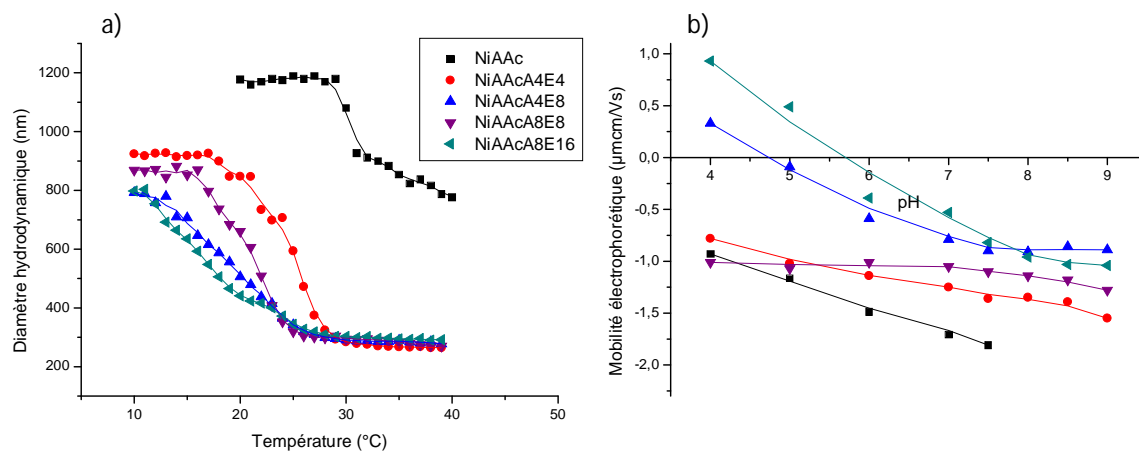 a)
Diamètre hydrodynamique (nm)
1200
1000
800
600
400
200
10
20
30
40
50
Température (°C)
NiAAc
NiAAcA4E4
NiAAcA4E8
NiAAcA8E8
NiAAcA8E16
b)
Mobilité électrophorétique (µmcm/Vs)
1,0
0,5
0,0
-0,5
-1,0
-1,5
-2,0
4
5
6
7
8
9
pH